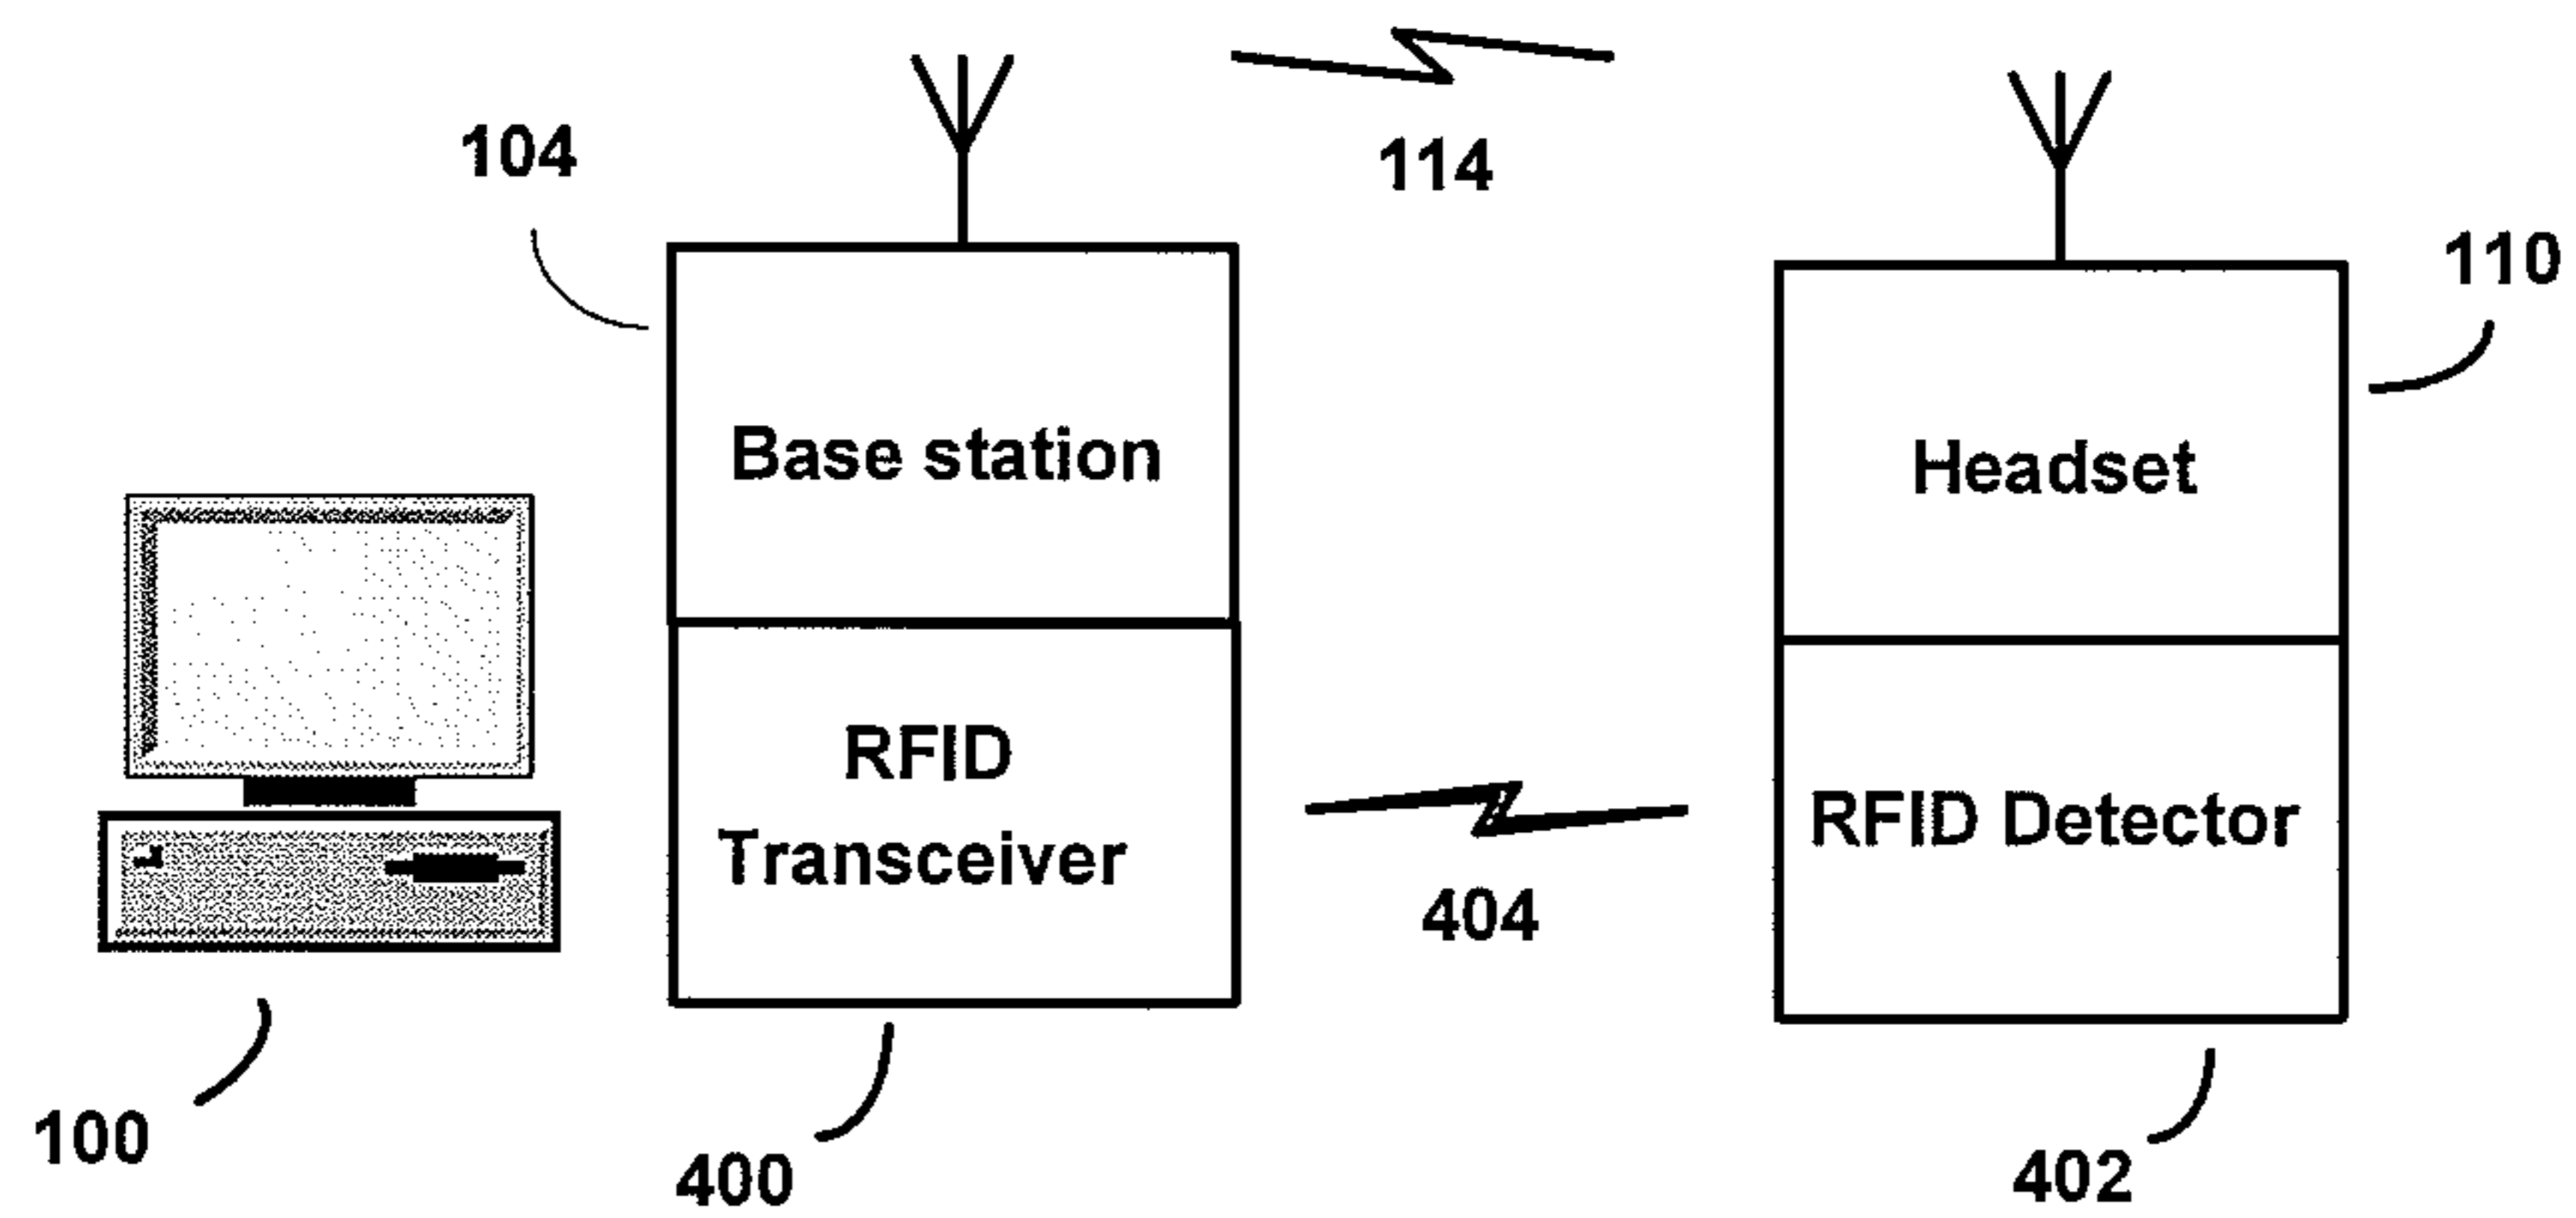 104
114
110
Base station
Headset
RFID
Transceiver
RFID Detector
404
100
400
402